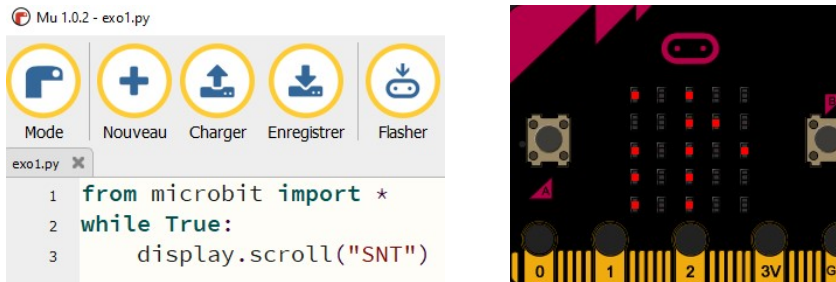 Mu 1.0.2 - exo1.py
Mode Nouveau Charger Enregistrer Flasher
exo1.py
1 from microbit import *
2 while True:
3 display.scroll("SNT")
A
B
0 1 2 3V G